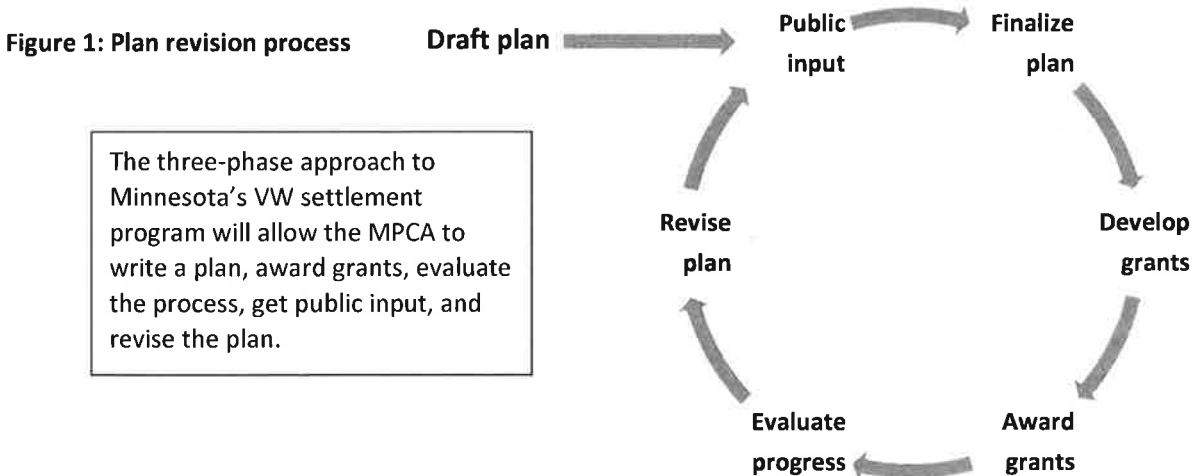 Figure 1: Plan revision process
Draft plan
Public
input
Finalize
plan
The three-phase approach to
Minnesota's VW settlement
program will allow the MPCA to
write a plan, award grants, evaluate
the process, get public input, and
revise the plan.
Revise
plan
Develop
grants
Evaluate
progress
Award
grants